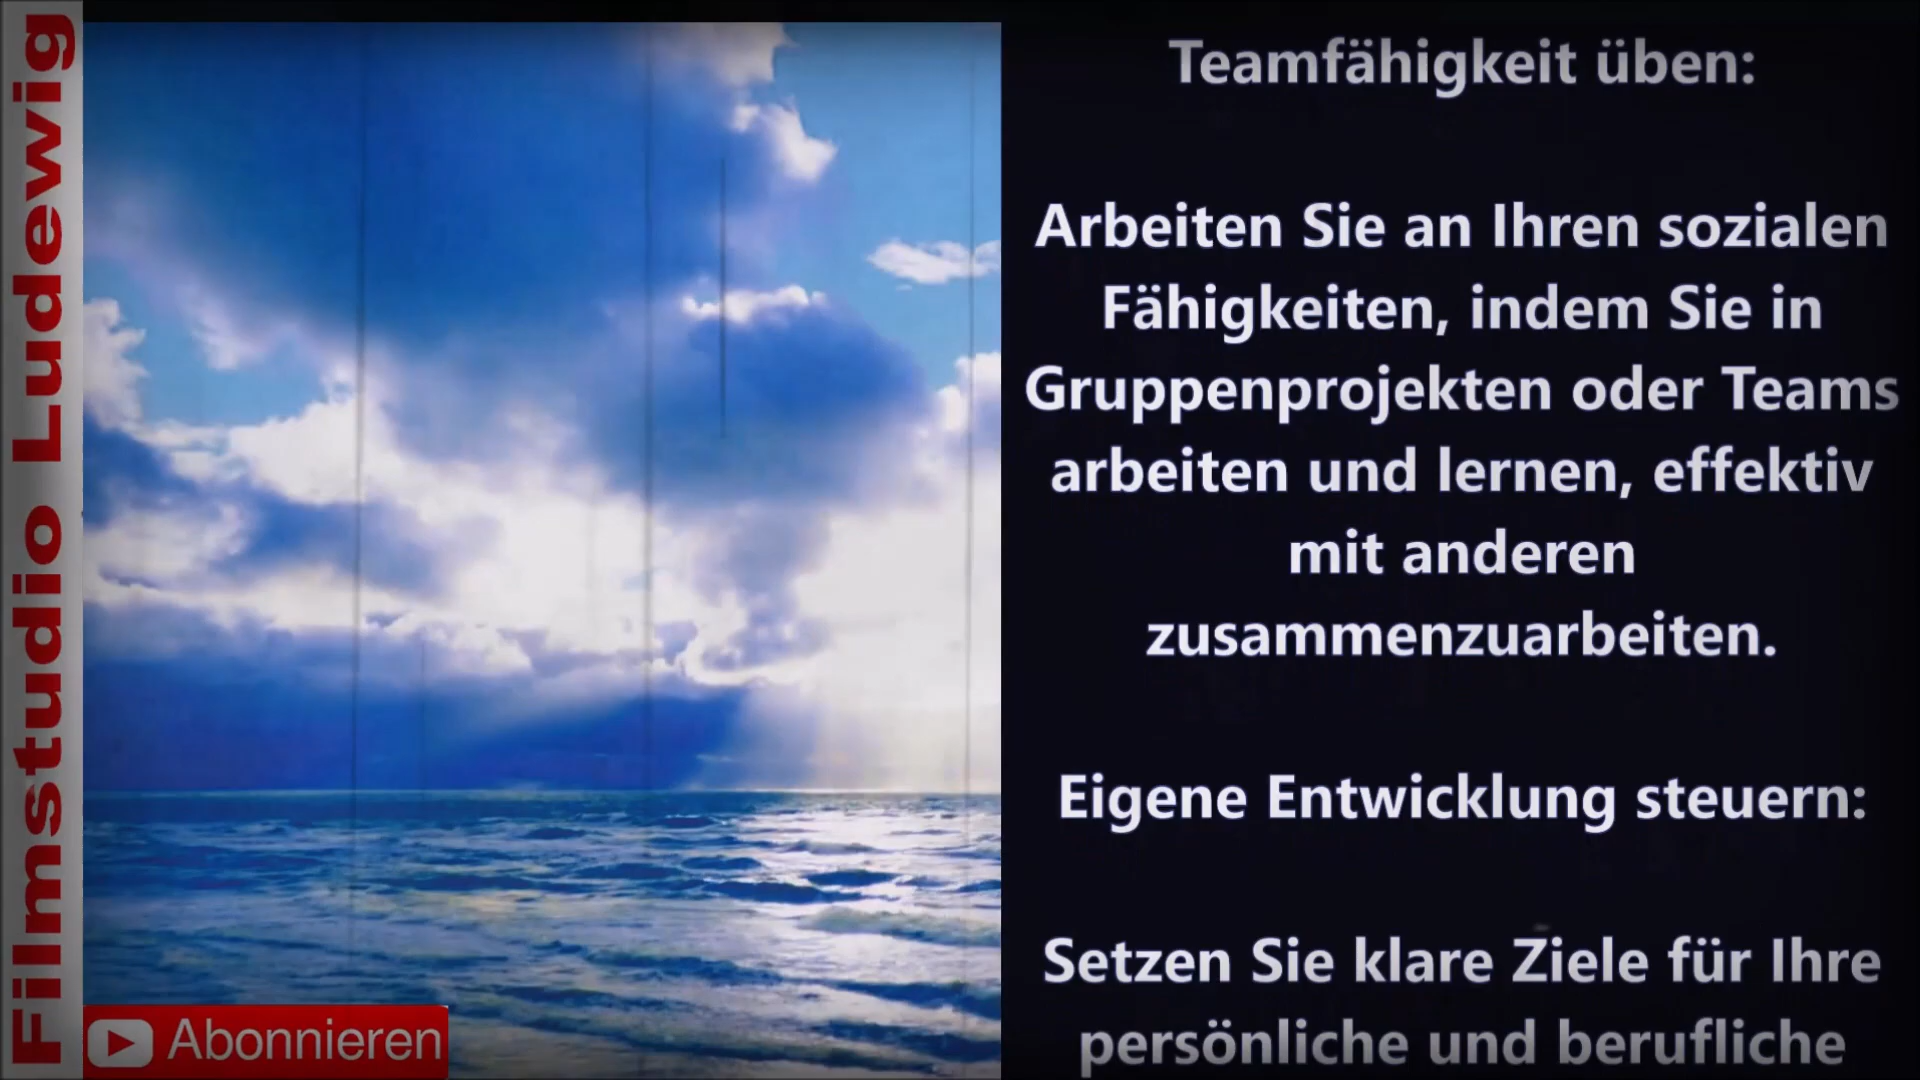 Filmstudio Ludewig
Abonnieren
Teamfähigkeit üben:
Arbeiten Sie an Ihren sozialen
Fähigkeiten, indem Sie in
Gruppenprojekten oder Teams
arbeiten und lernen, effektiv
mit anderen
zusammenzuarbeiten.
Eigene Entwicklung steuern:
Setzen Sie klare Ziele für Ihre
persönliche und berufliche